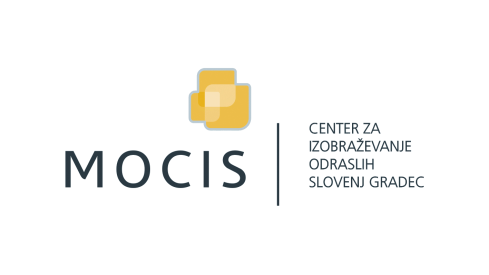 MOCIS
CENTER ZA
IZOBRAŽEVANJE
ODRASLIH
SLOVENJ GRADEC